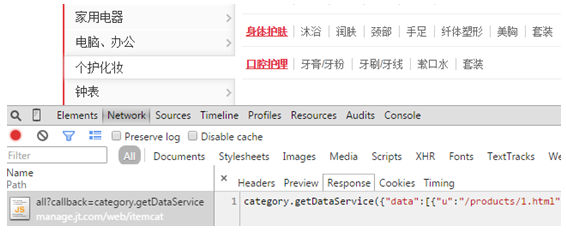 家用电器
电脑、办公
个护化妆
钟表
身体护肤 沐浴 润肤 颈部 手足 纤体塑形 美胸 套装
口腔护理 牙膏/牙粉 牙刷/牙线 漱口水 套装
Elements Network Sources Timeline Profiles Resources Audits Console
Preserve log Disable cache
Filter All Documents Stylesheets Images Media Scripts XHR Fonts TextTracks We
Name
Path
× Headers Preview Response Cookies Timing
all?callback=category.getDataService
manage.jt.com/web/itemcat
1 category.getDataService({"data":[{"u":"/products/1.html"